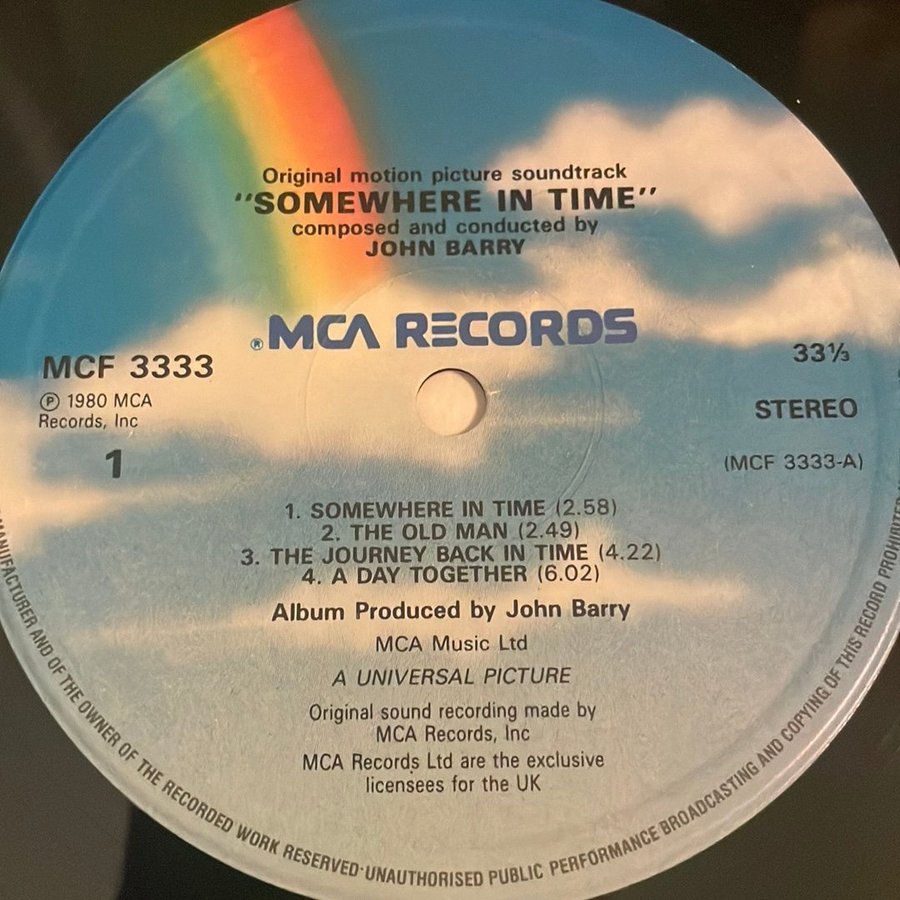 Original motion picture soundtrack
"SOMEWHERE IN TIME"
composed and conducted by
JOHN BARRY
® MCA RECORDS
MCF 3333
Ⓟ 1980 MCA
Records, Inc
1
33⅓
STEREO
(MCF 3333-A)
1. SOMEWHERE IN TIME (2.58)
2. THE OLD MAN (2.49)
3. THE JOURNEY BACK IN TIME (4.22)
4. A DAY TOGETHER (6.02)
Album Produced by John Barry
MCA Music Ltd
A UNIVERSAL PICTURE
Original sound recording made by
MCA Records, Inc
MCA Records Ltd are the exclusive
licensees for the UK
MANUFACTURER AND OF THE OWNER OF THE RECORDED WORK RESERVED·UNAUTHORISED PUBLIC PERFORMANCE BROADCASTING AND COPYING OF THIS RECORD PROHIBITED